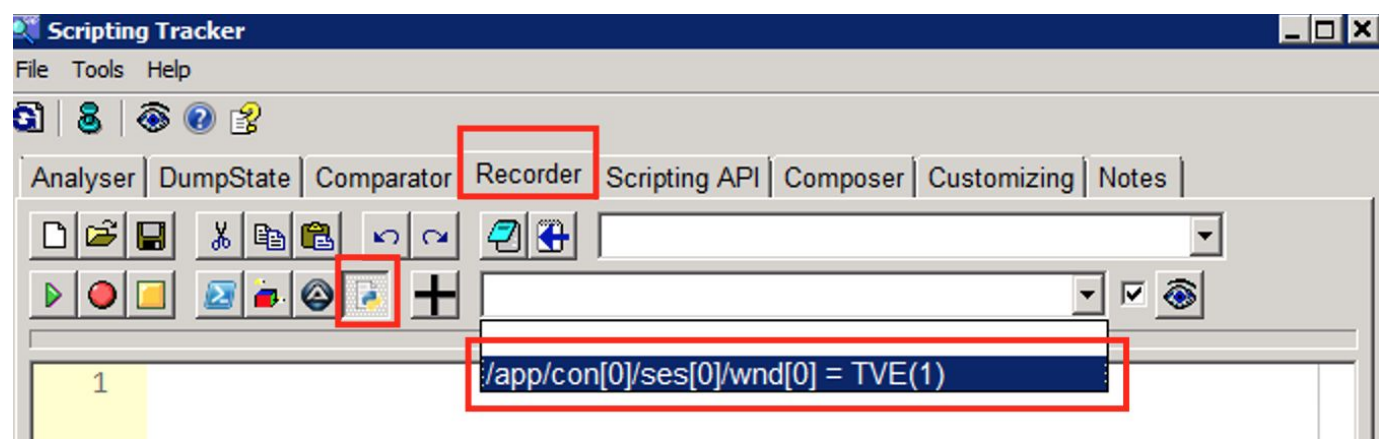 Scripting Tracker
File Tools Help
Analyser DumpState Comparator Recorder Scripting API Composer Customizing Notes
/app/con[0]/ses[0]/wnd[0] = TVE(1)
1